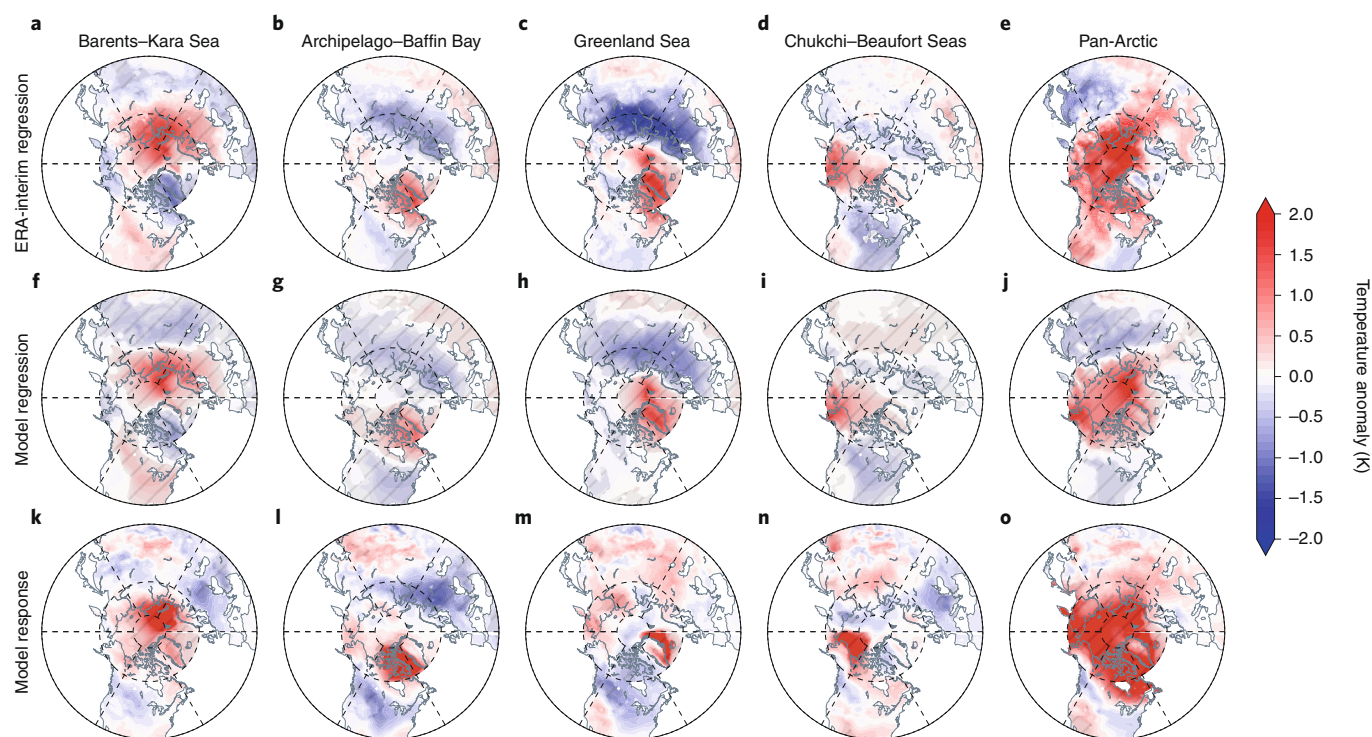 a b c d e
Barents–Kara Sea Archipelago–Baffin Bay Greenland Sea Chukchi–Beaufort Seas Pan-Arctic
ERA-interim regression
f g h i j
Model regression
k l m n o
Model response
2.0
1.5
1.0
0.5
0.0
−0.5
−1.0
−1.5
−2.0
Temperature anomaly (K)